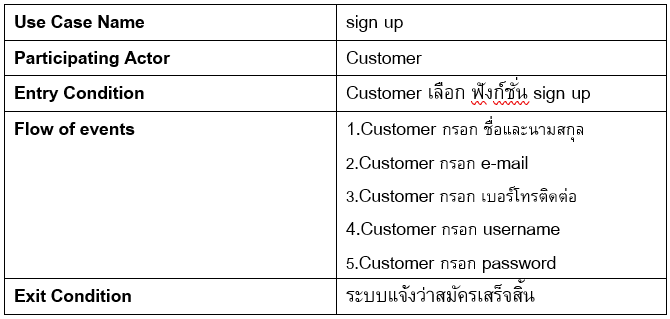 Use Case Name sign up
Participating Actor Customer
Entry Condition Customer เลือก ฟังก์ชั่น sign up
Flow of events 1.Customer กรอก ชื่อและนามสกุล
2.Customer กรอก e-mail
3.Customer กรอก เบอร์โทรติดต่อ
4.Customer กรอก username
5.Customer กรอก password
Exit Condition ระบบแจ้งว่าสมัครเสร็จสิ้น